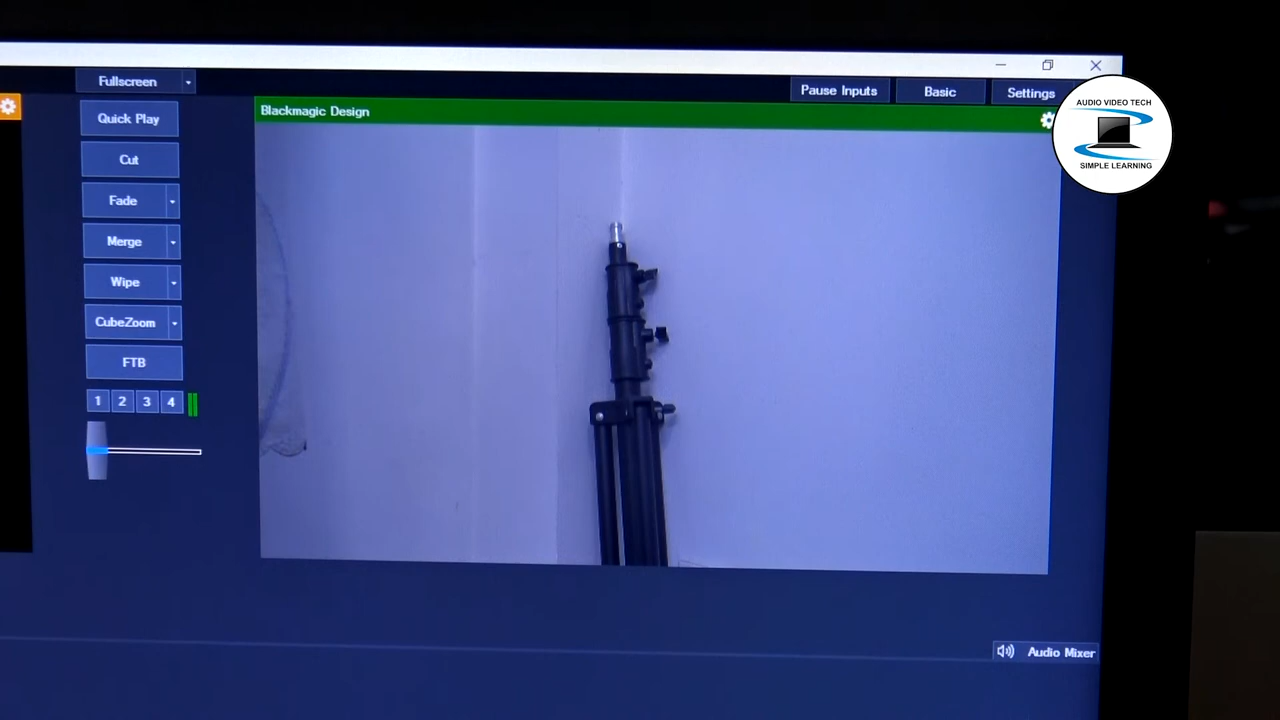 Fullscreen
Pause Inputs
Basic
Settings
Quick Play
Blackmagic Design
AUDIO VIDEO TECH
SIMPLE LEARNING
Cut
Fade
Merge
Wipe
CubeZoom
FTB
1 2 3 4
Audio Mixer